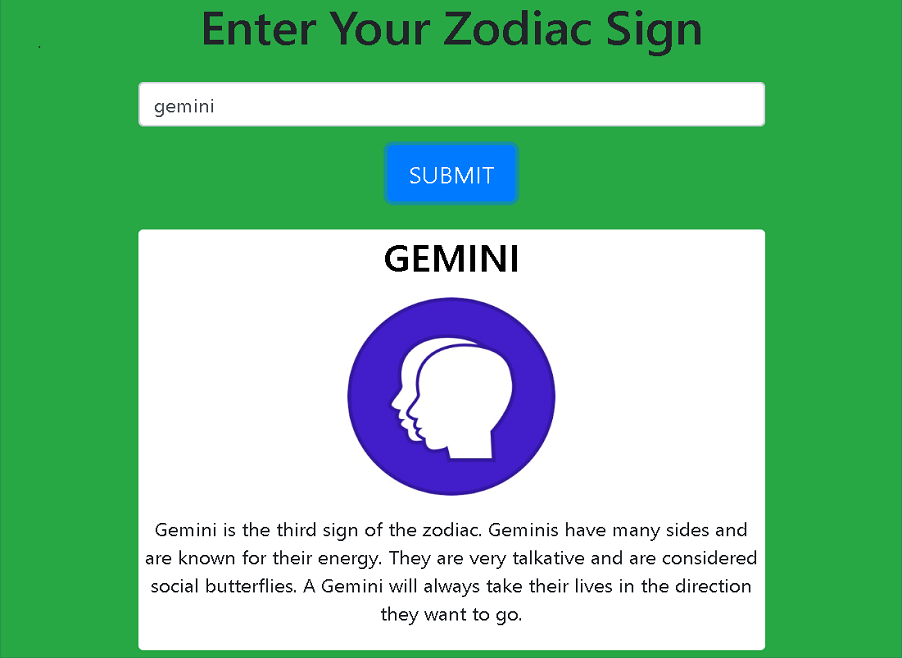 Enter Your Zodiac Sign
gemini
SUBMIT
GEMINI
Gemini is the third sign of the zodiac. Geminis have many sides and
are known for their energy. They are very talkative and are considered
social butterflies. A Gemini will always take their lives in the direction
they want to go.